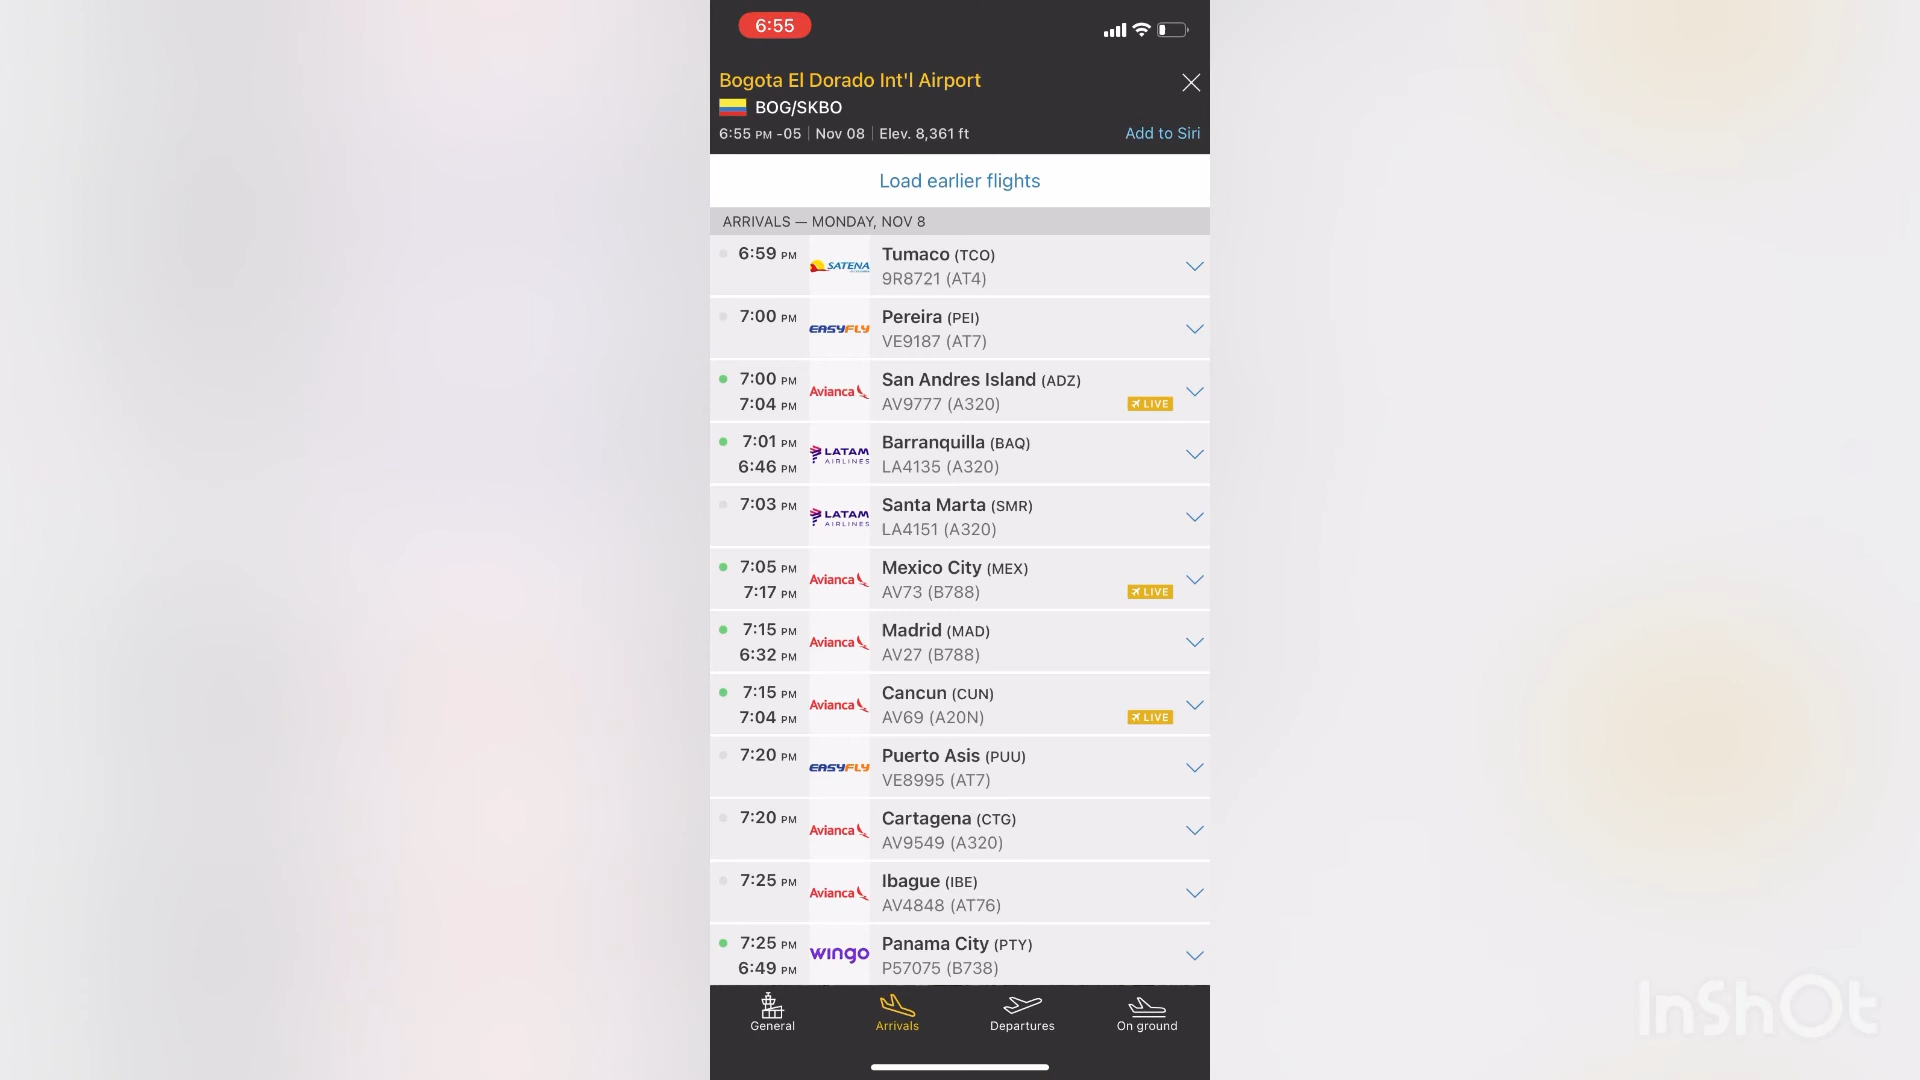 6:55
Bogota El Dorado Int'l Airport
BOG/SKBO
6:55 PM -05 | Nov 08 | Elev. 8,361 ft
Add to Siri
Load earlier flights
ARRIVALS — MONDAY, NOV 8
6:59 PM SATENA Tumaco (TCO)
9R8721 (AT4)
7:00 PM EASYFLY Pereira (PEI)
VE9187 (AT7)
7:00 PM Avianca San Andres Island (ADZ)
7:04 PM AV9777 (A320) LIVE
7:01 PM LATAM AIRLINES Barranquilla (BAQ)
6:46 PM LA4135 (A320)
7:03 PM LATAM AIRLINES Santa Marta (SMR)
LA4151 (A320)
7:05 PM Avianca Mexico City (MEX)
7:17 PM AV73 (B788) LIVE
7:15 PM Avianca Madrid (MAD)
6:32 PM AV27 (B788)
7:15 PM Avianca Cancun (CUN)
7:04 PM AV69 (A20N) LIVE
7:20 PM EASYFLY Puerto Asis (PUU)
VE8995 (AT7)
7:20 PM Avianca Cartagena (CTG)
AV9549 (A320)
7:25 PM Avianca Ibague (IBE)
AV4848 (AT76)
7:25 PM wingo Panama City (PTY)
6:49 PM P57075 (B738)
General Arrivals Departures On ground
InShOt